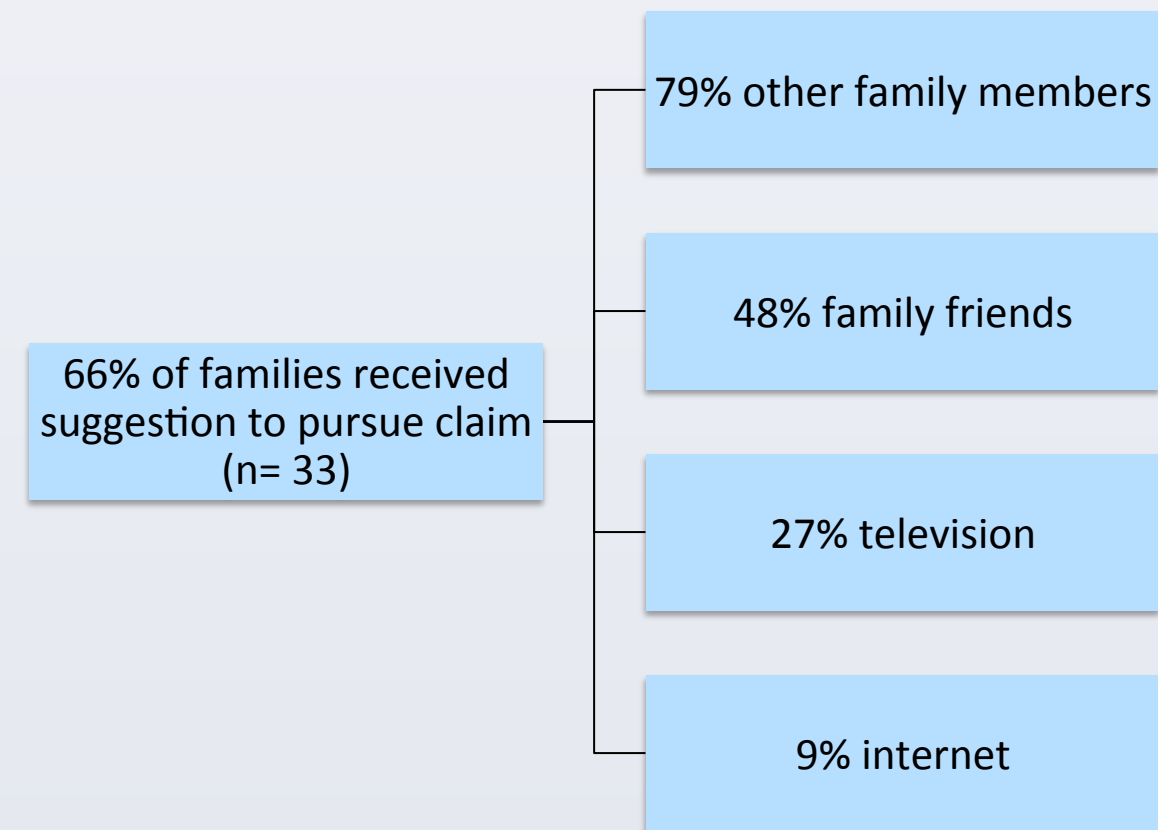 66% of families received
suggestion to pursue claim
(n= 33)
79% other family members
48% family friends
27% television
9% internet